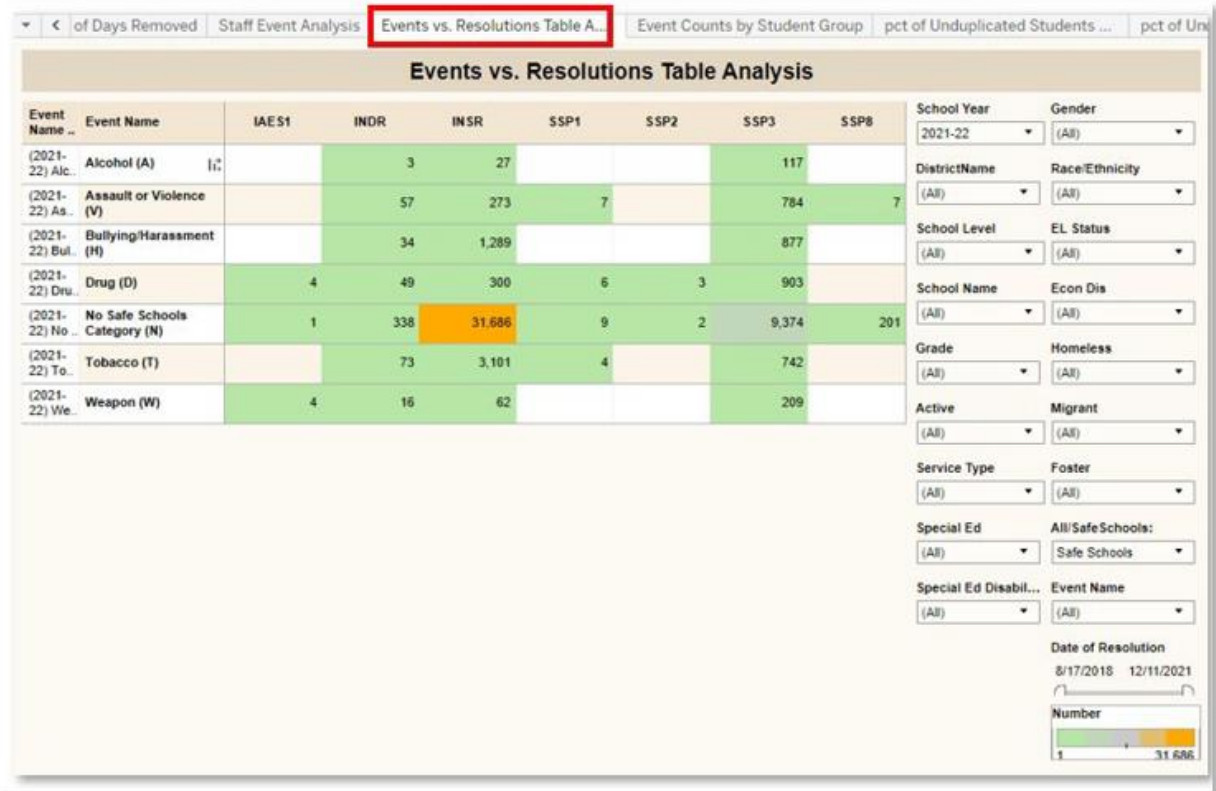 of Days Removed Staff Event Analysis Events vs. Resolutions Table A... Event Counts by Student Group pct of Unduplicated Students ... pct of Un
Events vs. Resolutions Table Analysis
Event Name .. Event Name IAES1 INDR INSR SSP1 SSP2 SSP3 SSP8
(2021-22) Alc.. Alcohol (A) 3 27 117
(2021-22) As.. Assault or Violence (V) 57 273 7 784 7
(2021-22) Bul.. Bullying/Harassment (H) 34 1,289 877
(2021-22) Dru.. Drug (D) 4 49 300 6 3 903
(2021-22) No .. No Safe Schools Category (N) 1 338 31,686 9 2 9,374 201
(2021-22) To.. Tobacco (T) 73 3,101 4 742
(2021-22) We.. Weapon (W) 4 16 62 209
School Year Gender
2021-22 (All)
DistrictName Race/Ethnicity
(All) (All)
School Level EL Status
(All) (All)
School Name Econ Dis
(All) (All)
Grade Homeless
(All) (All)
Active Migrant
(All) (All)
Service Type Foster
(All) (All)
Special Ed All/SafeSchools:
(All) Safe Schools
Special Ed Disabil... Event Name
(All) (All)
Date of Resolution
8/17/2018 12/11/2021
Number
1 31,686